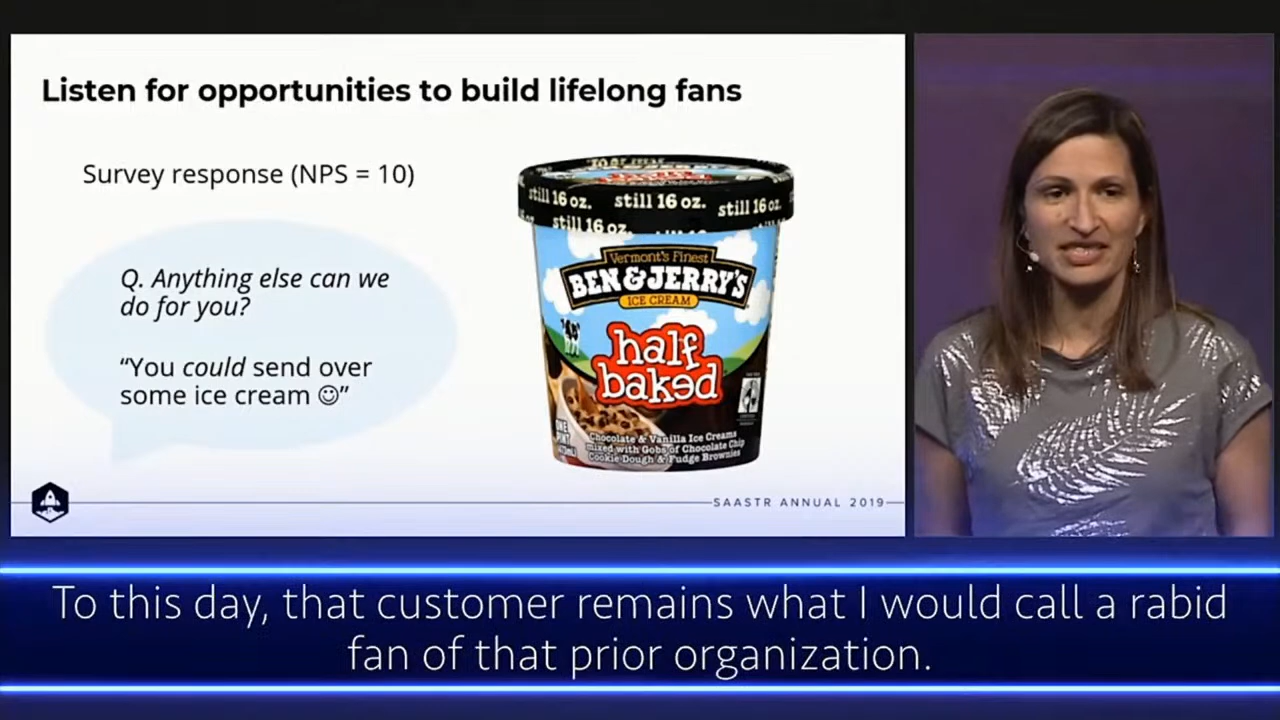 Listen for opportunities to build lifelong fans
Survey response (NPS = 10)
Q. Anything else can we
do for you?
“You could send over
some ice cream ☺”
still 16 oz. still 16 oz. still 16 oz.
still 16 oz.
Vermont's Finest
BEN & JERRY'S
ICE CREAM
half
baked
ONE
PINT
Chocolate & Vanilla Ice Creams
mixed with Gobs of Chocolate Chip
Cookie Dough & Fudge Brownies
SAASTR ANNUAL 2019
To this day, that customer remains what I would call a rabid
fan of that prior organization.